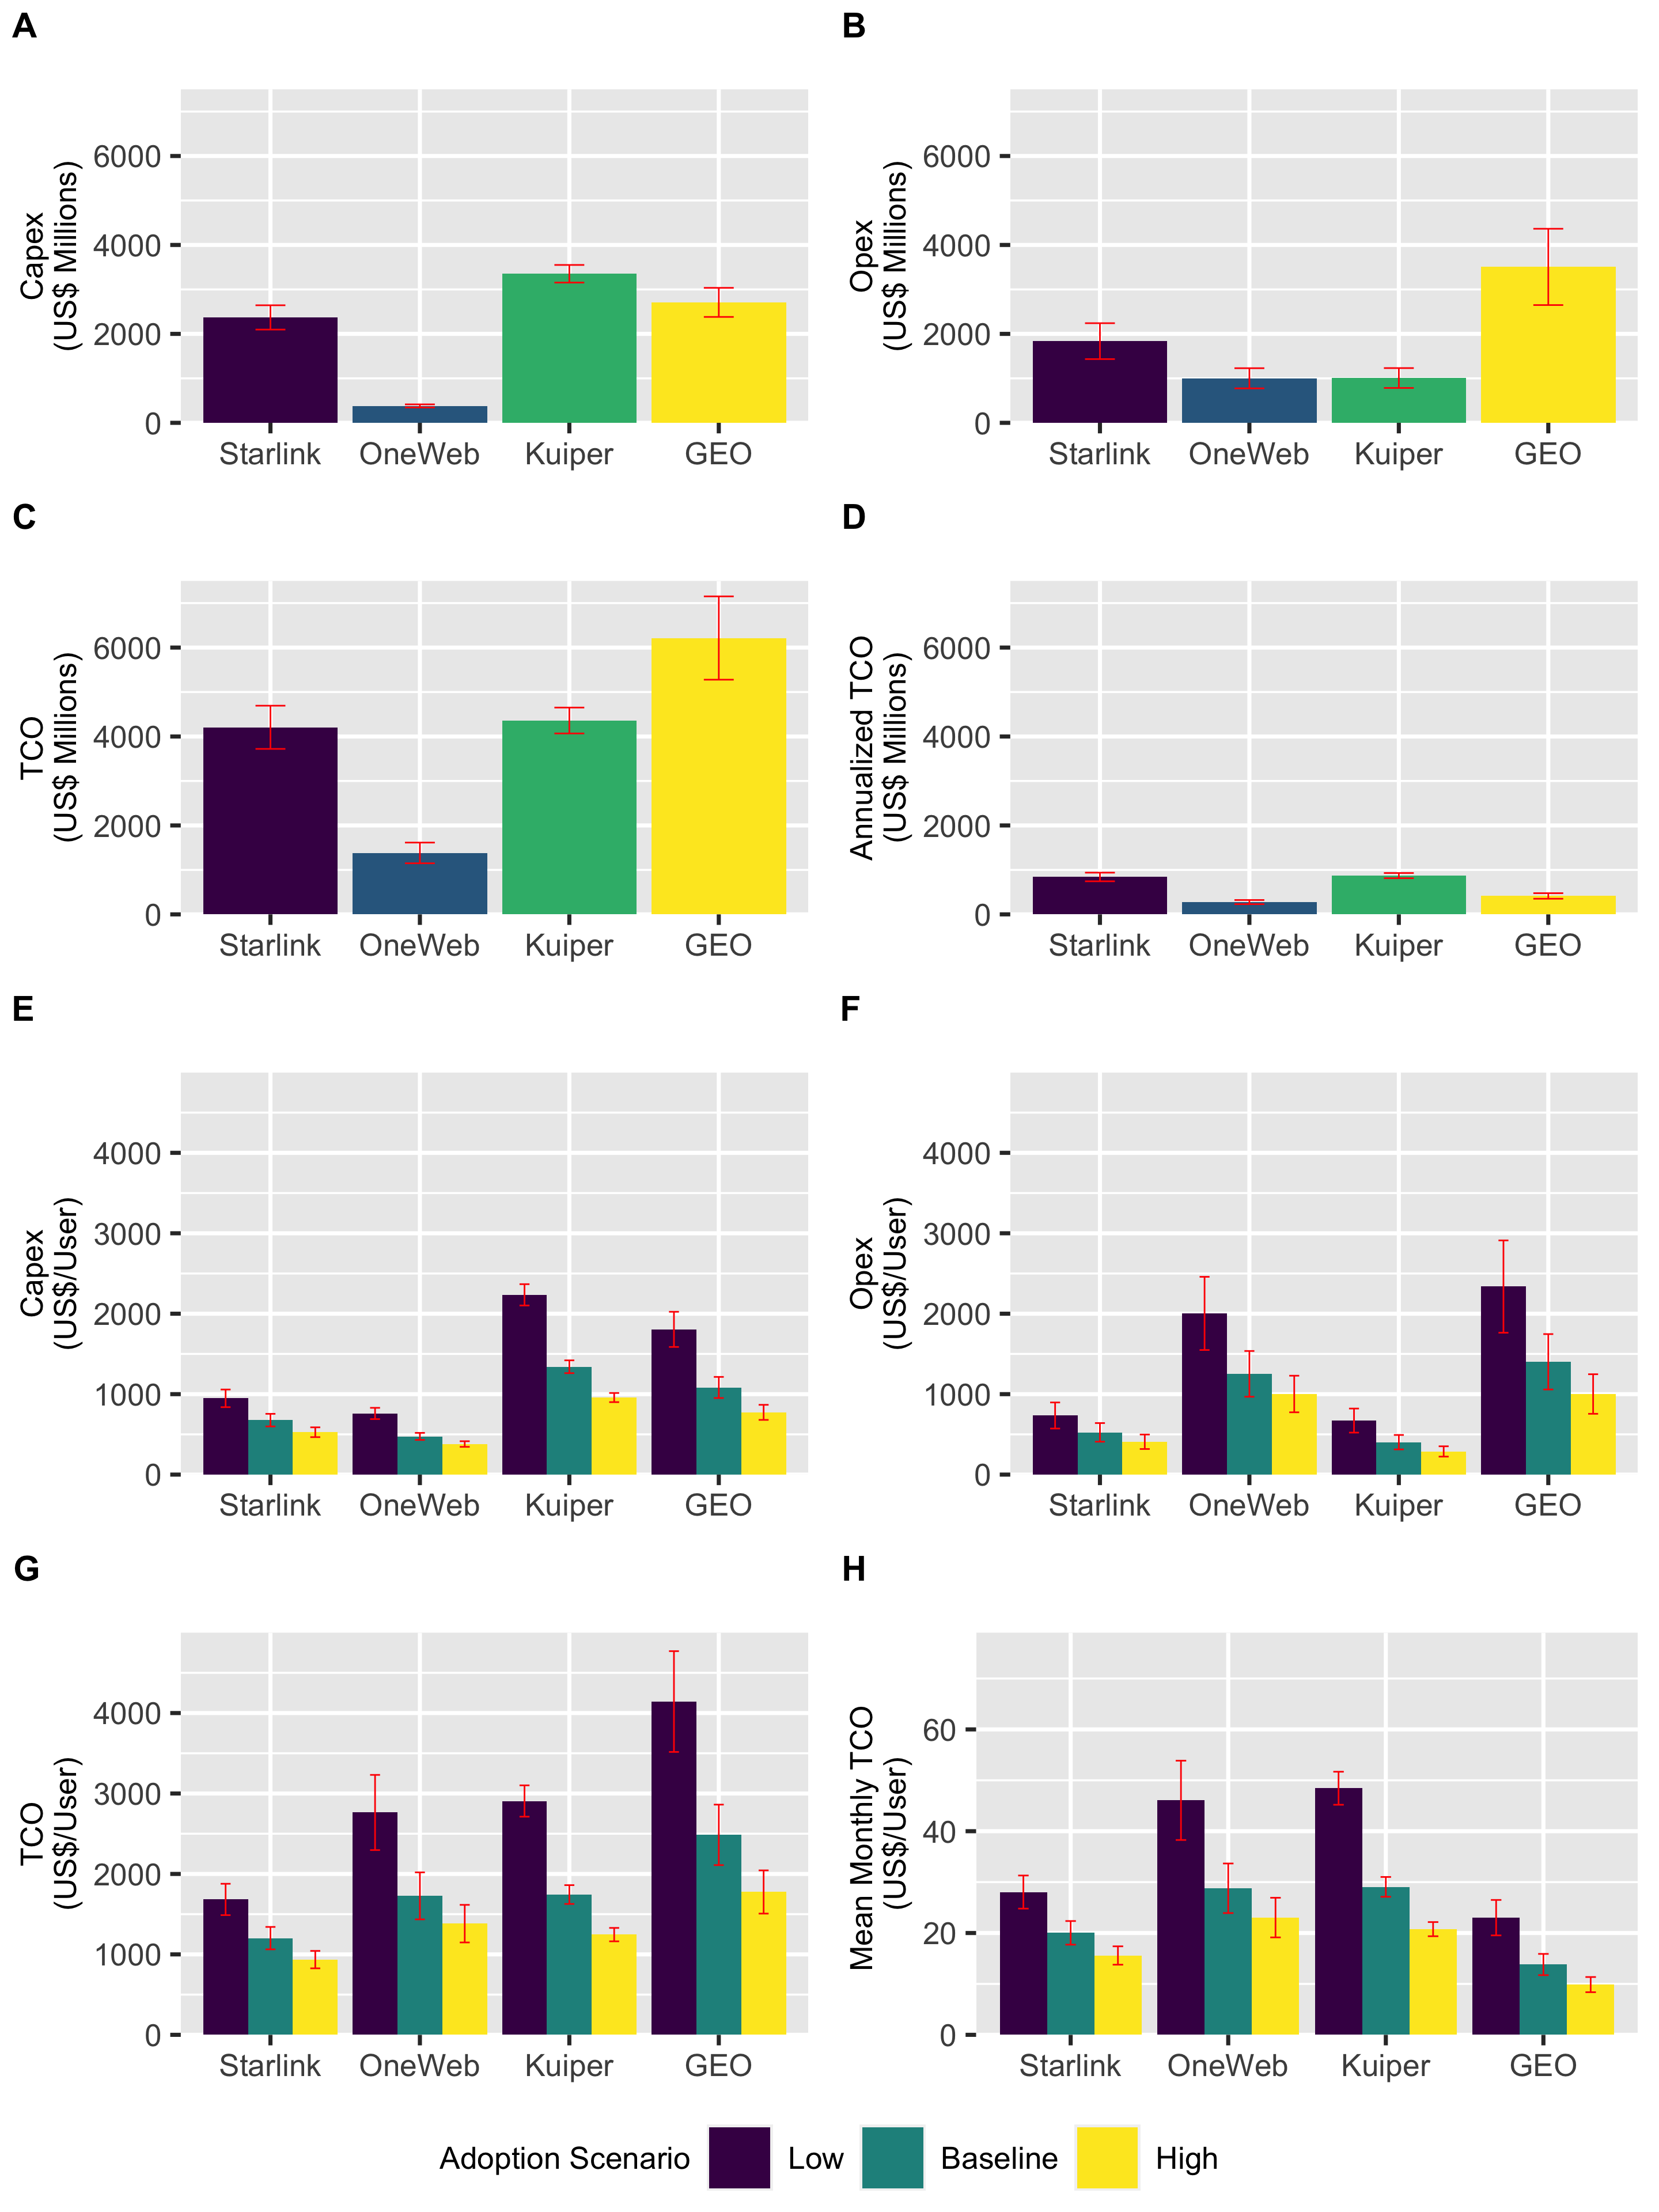 A
Capex
(US$ Millions)
6000
4000
2000
0
Starlink OneWeb Kuiper GEO
B
Opex
(US$ Millions)
6000
4000
2000
0
Starlink OneWeb Kuiper GEO
C
TCO
(US$ Millions)
6000
4000
2000
0
Starlink OneWeb Kuiper GEO
D
Annualized TCO
(US$ Millions)
6000
4000
2000
0
Starlink OneWeb Kuiper GEO
E
Capex
(US$/User)
4000
3000
2000
1000
0
Starlink OneWeb Kuiper GEO
F
Opex
(US$/User)
4000
3000
2000
1000
0
Starlink OneWeb Kuiper GEO
G
TCO
(US$/User)
4000
3000
2000
1000
0
Starlink OneWeb Kuiper GEO
H
Mean Monthly TCO
(US$/User)
60
40
20
0
Starlink OneWeb Kuiper GEO
Adoption Scenario Low Baseline High